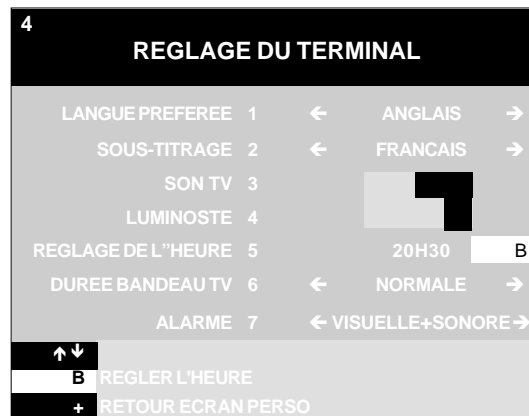 4
REGLAGE DU TERMINAL
LANGUE PREFEREE 1 ← ANGLAIS →
SOUS-TITRAGE 2 ← FRANCAIS →
SON TV 3
LUMINOSTE 4
REGLAGE DE L''HEURE 5 20H30 B
DUREE BANDEAU TV 6 ← NORMALE →
ALARME 7 ← VISUELLE+SONORE →
↑ ↓
B REGLER L'HEURE
+ RETOUR ECRAN PERSO